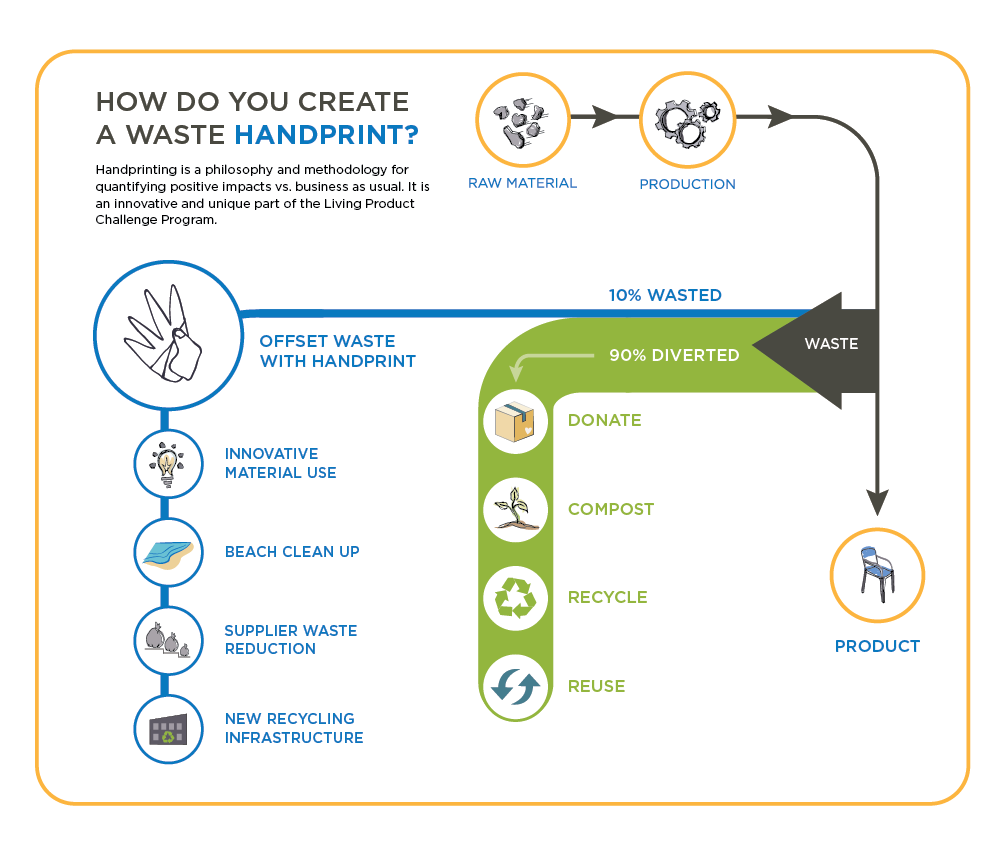 HOW DO YOU CREATE
A WASTE HANDPRINT?
Handprinting is a philosophy and methodology for
quantifying positive impacts vs. business as usual. It is
an innovative and unique part of the Living Product
Challenge Program.
RAW MATERIAL
PRODUCTION
10% WASTED
OFFSET WASTE
WITH HANDPRINT
WASTE
90% DIVERTED
DONATE
INNOVATIVE
MATERIAL USE
COMPOST
BEACH CLEAN UP
RECYCLE
SUPPLIER WASTE
REDUCTION
PRODUCT
REUSE
NEW RECYCLING
INFRASTRUCTURE